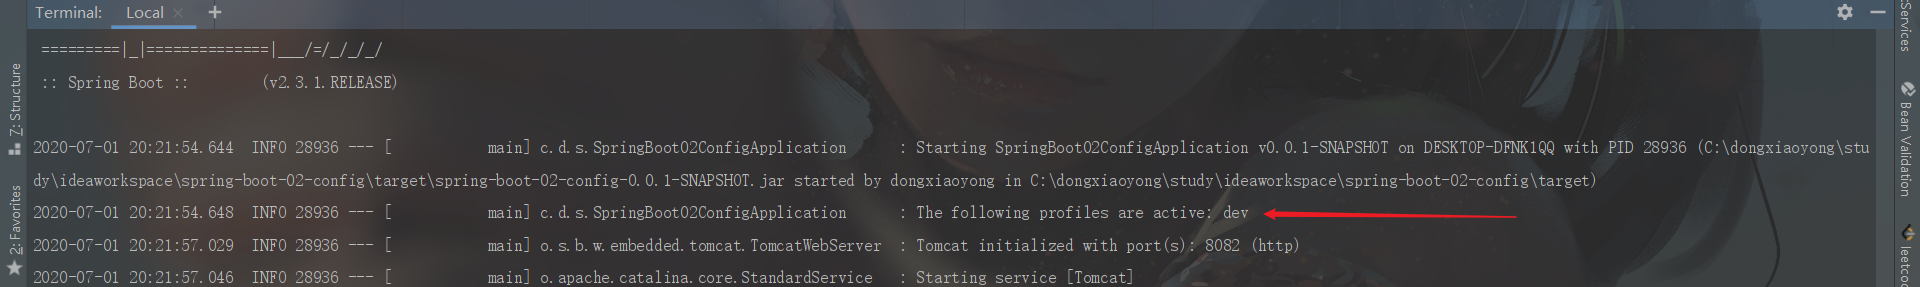 Terminal: Local × +
=========|_|==============|___/=/_/_/_/
:: Spring Boot ::        (v2.3.1.RELEASE)
2020-07-01 20:21:54.644  INFO 28936 --- [           main] c.d.s.SpringBoot02ConfigApplication      : Starting SpringBoot02ConfigApplication v0.0.1-SNAPSHOT on DESKTOP-DFNK1QQ with PID 28936 (C:\dongxiaoyong\stu
dy\ideaworkspace\spring-boot-02-config\target\spring-boot-02-config-0.0.1-SNAPSHOT.jar started by dongxiaoyong in C:\dongxiaoyong\study\ideaworkspace\spring-boot-02-config\target)
2020-07-01 20:21:54.648  INFO 28936 --- [           main] c.d.s.SpringBoot02ConfigApplication      : The following profiles are active: dev
2020-07-01 20:21:57.029  INFO 28936 --- [           main] o.s.b.w.embedded.tomcat.TomcatWebServer  : Tomcat initialized with port(s): 8082 (http)
2020-07-01 20:21:57.046  INFO 28936 --- [           main] o.apache.catalina.core.StandardService   : Starting service [Tomcat]
7: Structure
2: Favorites
Services
Bean Validation
leetcod